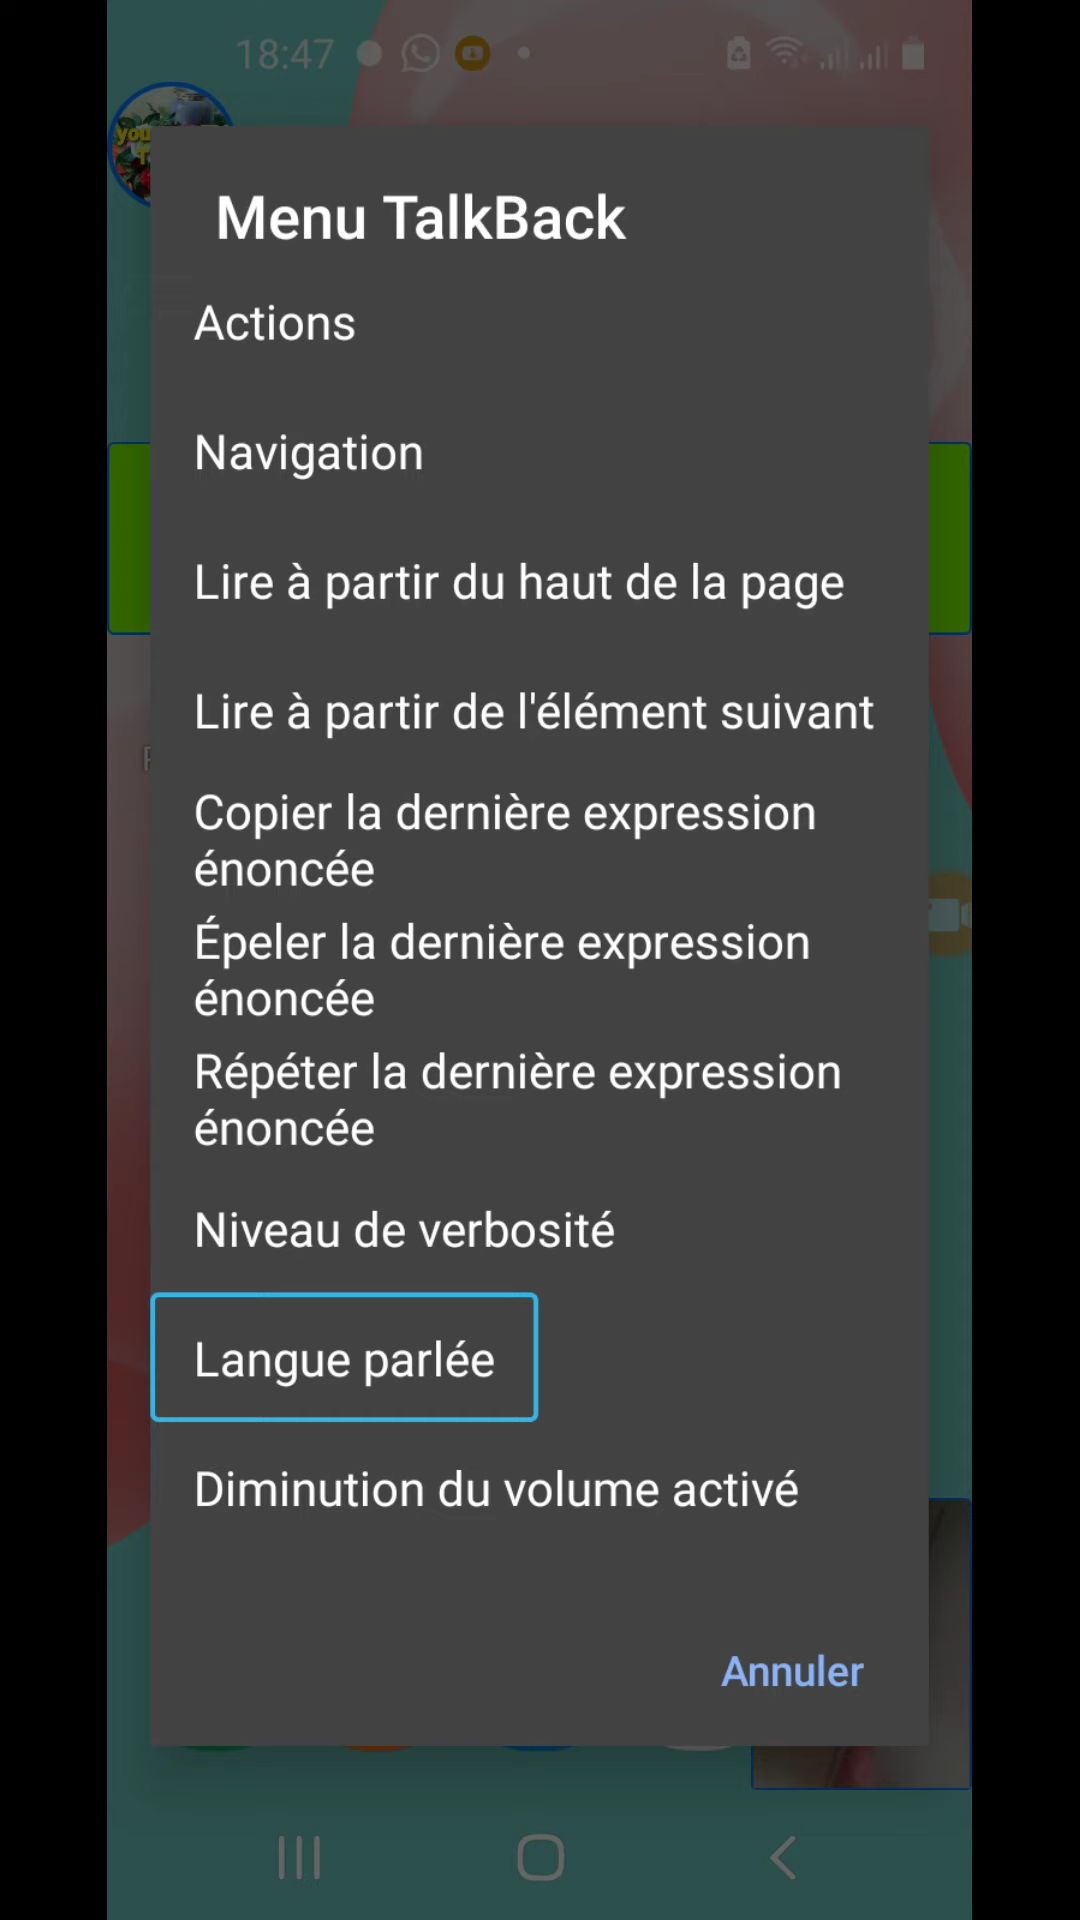 18:47
you
T
Menu TalkBack
Actions
Navigation
Lire à partir du haut de la page
Lire à partir de l'élément suivant
Copier la dernière expression
énoncée
Épeler la dernière expression
énoncée
Répéter la dernière expression
énoncée
Niveau de verbosité
Langue parlée
Diminution du volume activé
Annuler